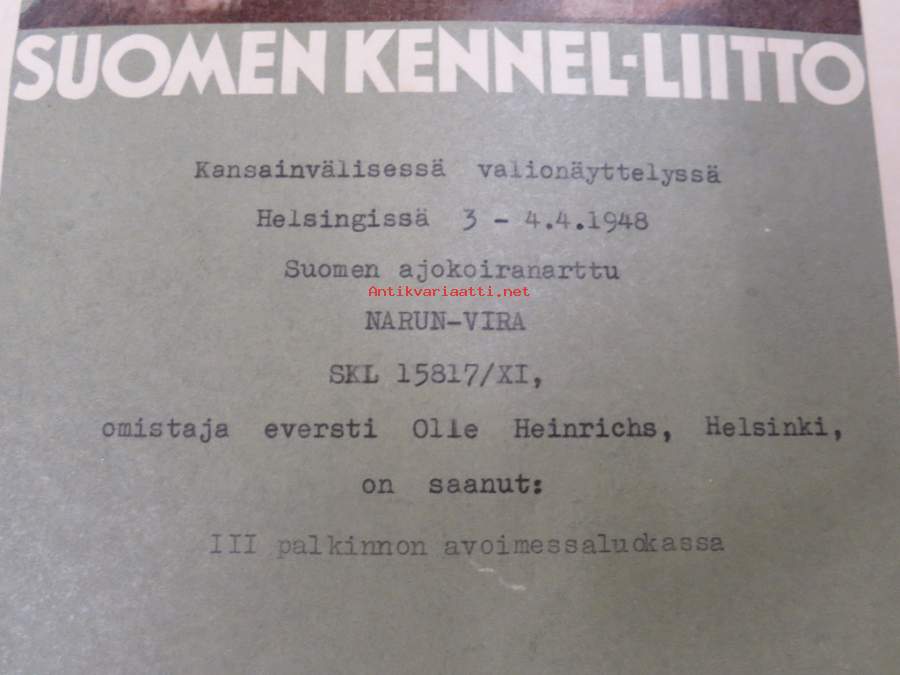 SUOMEN KENNEL-LIITTO
Kansainvälisessä valionäyttelyssä
Helsingissä 3 - 4.4.1948
Suomen ajokoiranarttu
Antikvariaatti.net
NARUN-VIRA
SKL 15817/XI,
omistaja eversti Olle Heinrichs, Helsinki,
on saanut:
III palkinnon avoimessaluokassa